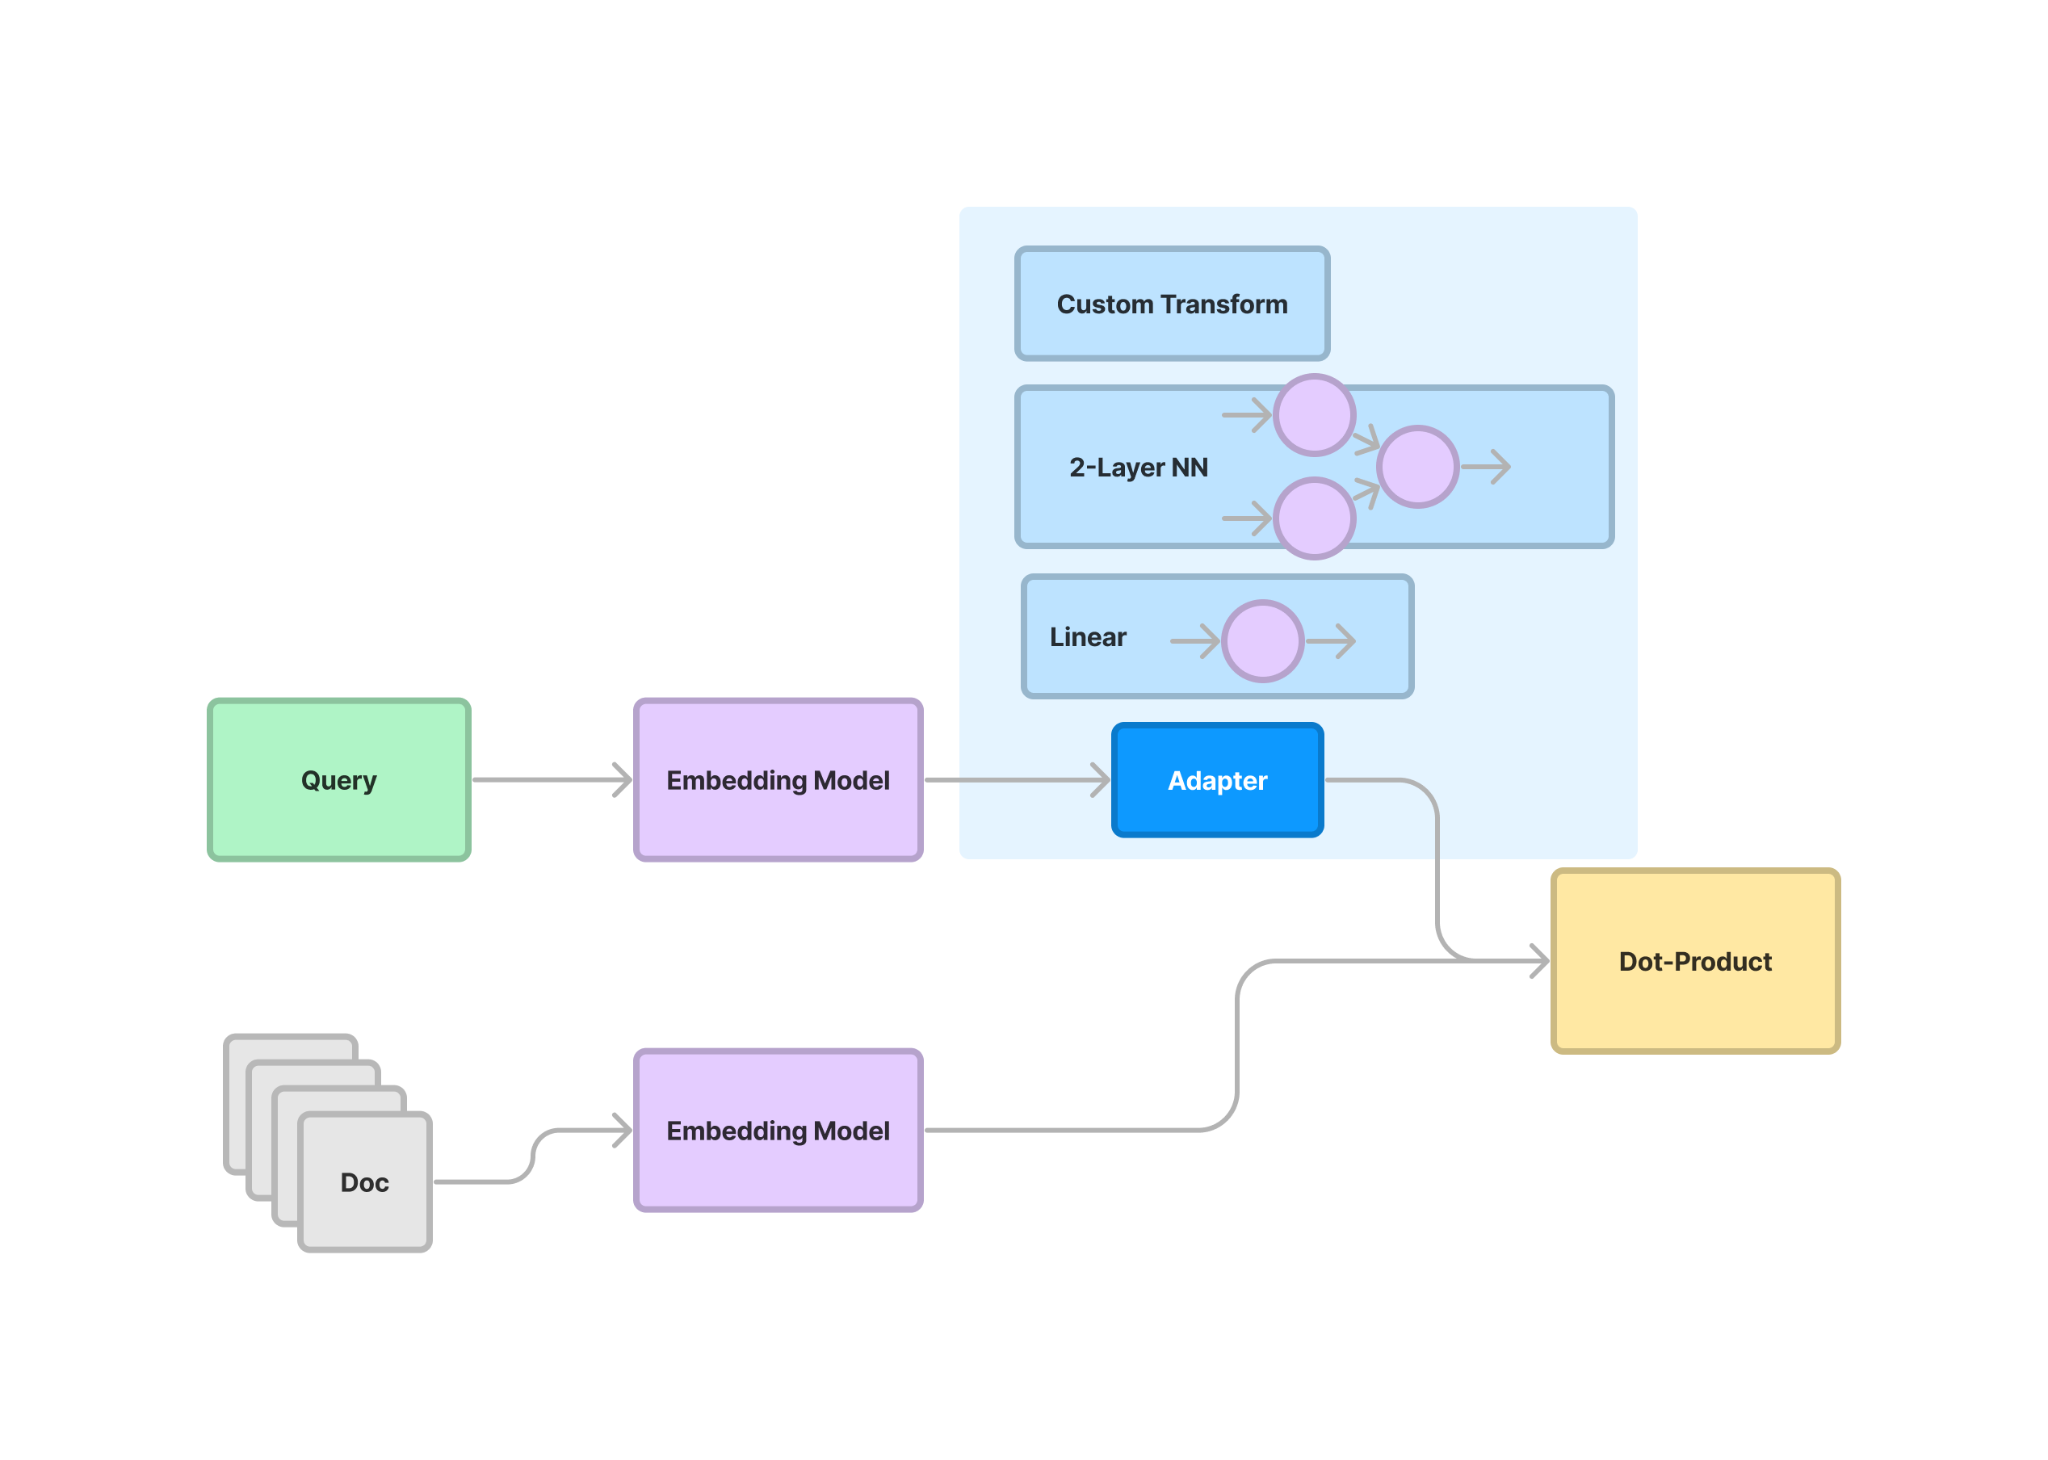 Custom Transform
2-Layer NN
Linear
Query
Embedding Model
Adapter
Dot-Product
Embedding Model
Doc